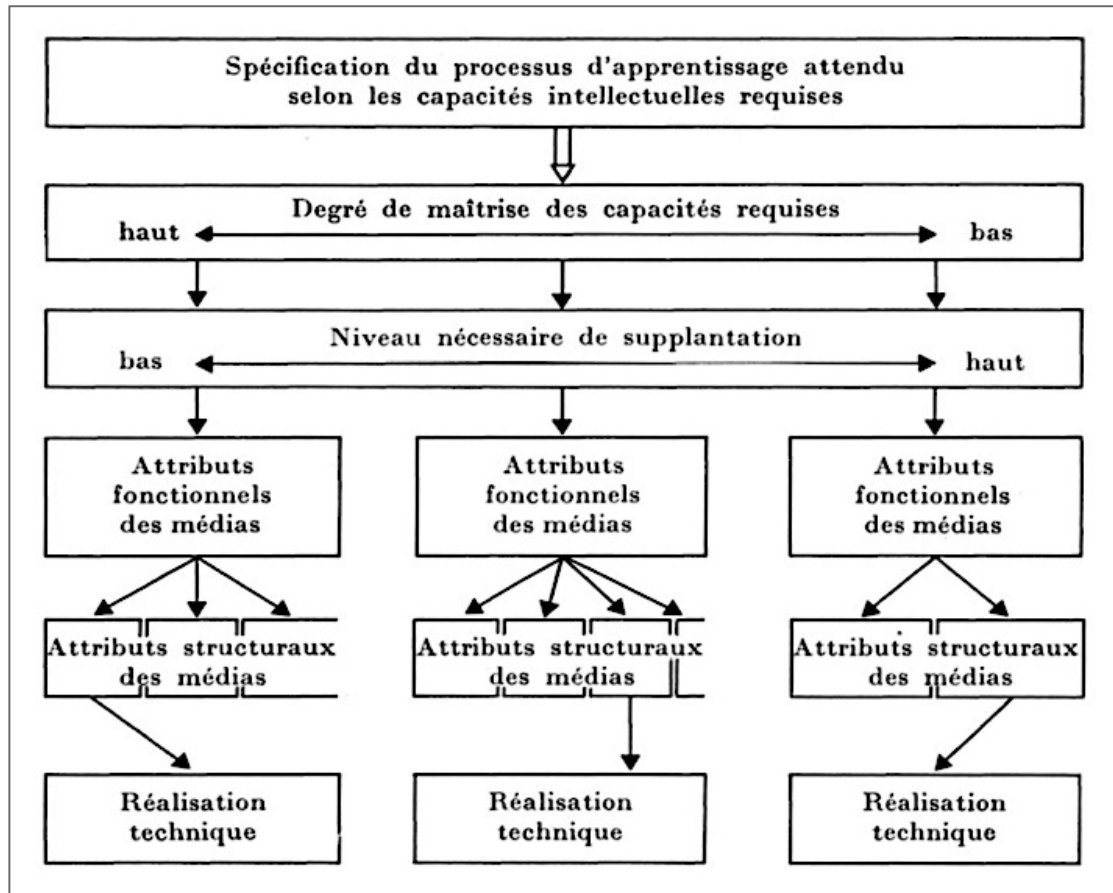 Spécification du processus d'apprentissage attendu
selon les capacités intellectuelles requises
Degré de maîtrise des capacités requises
haut bas
Niveau nécessaire de supplantation
bas haut
Attributs
fonctionnels
des médias
Attributs
fonctionnels
des médias
Attributs
fonctionnels
des médias
Attributs structuraux
des médias
Attributs structuraux
des médias
Attributs structuraux
des médias
Réalisation
technique
Réalisation
technique
Réalisation
technique